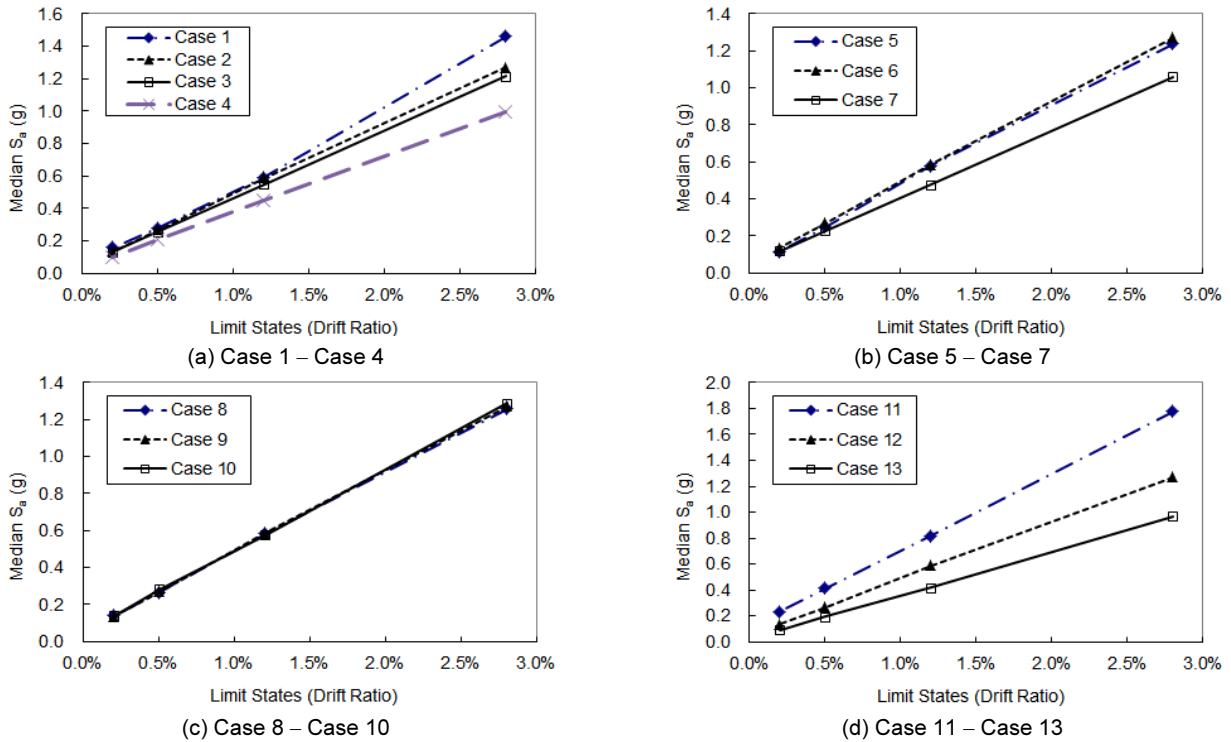 1.6
1.4
1.2
1.0
0.8
0.6
0.4
0.2
0.0
Median Sₐ (g)
Case 1
Case 2
Case 3
Case 4
0.0% 0.5% 1.0% 1.5% 2.0% 2.5% 3.0%
Limit States (Drift Ratio)
(a) Case 1 – Case 4
1.4
1.2
1.0
0.8
0.6
0.4
0.2
0.0
Median Sₐ (g)
Case 5
Case 6
Case 7
0.0% 0.5% 1.0% 1.5% 2.0% 2.5% 3.0%
Limit States (Drift Ratio)
(b) Case 5 – Case 7
1.4
1.2
1.0
0.8
0.6
0.4
0.2
0.0
Median Sₐ (g)
Case 8
Case 9
Case 10
0.0% 0.5% 1.0% 1.5% 2.0% 2.5% 3.0%
Limit States (Drift Ratio)
(c) Case 8 – Case 10
2.0
1.8
1.6
1.4
1.2
1.0
0.8
0.6
0.4
0.2
0.0
Median Sₐ (g)
Case 11
Case 12
Case 13
0.0% 0.5% 1.0% 1.5% 2.0% 2.5% 3.0%
Limit States (Drift Ratio)
(d) Case 11 – Case 13